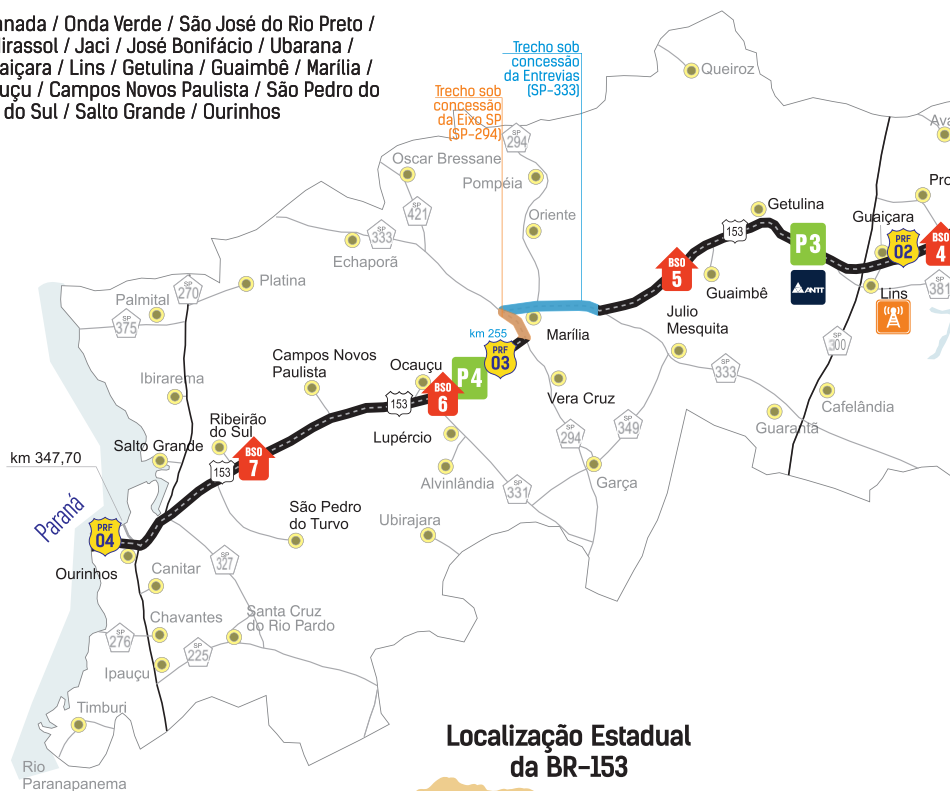 anada / Onda Verde / São José do Rio Preto /
irassol / Jaci / José Bonifácio / Ubarana /
aiçara / Lins / Getulina / Guaimbê / Marília /
uçu / Campos Novos Paulista / São Pedro do
do Sul / Salto Grande / Ourinhos
Trecho sob
concessão
da Entrevias
(SP-333)
Trecho sob
concessão
da Eixo SP
(SP-294)
Queiroz
SP
294
Oscar Bressane
Pompéia
SP
421
Oriente
SP
333
Echaporã
Getulina
153
P3
ANTT
Guaiçara
PRF
02
BSO
4
Ava
Pro
SP
381
BSO
5
Guaimbê
Lins
Julio
Mesquita
SP
300
SP
333
Cafelândia
Guarantã
Platina
SP
270
Palmital
SP
375
Ibirarema
km 255
Marília
PRF
03
P4
Campos Novos
Paulista
Ocauçu
153
BSO
6
Vera Cruz
Lupércio
SP
294
SP
349
Garça
Alvinlândia
SP
331
Ribeirão
do Sul
Salto Grande
153
BSO
7
km 347,70
Paraná
São Pedro
do Turvo
Ubirajara
PRF
04
Ourinhos
SP
327
Canitar
Chavantes
Santa Cruz
do Rio Pardo
SP
276
SP
225
Ipauçu
Timburi
Rio
Paranapanema
Localização Estadual
da BR-153